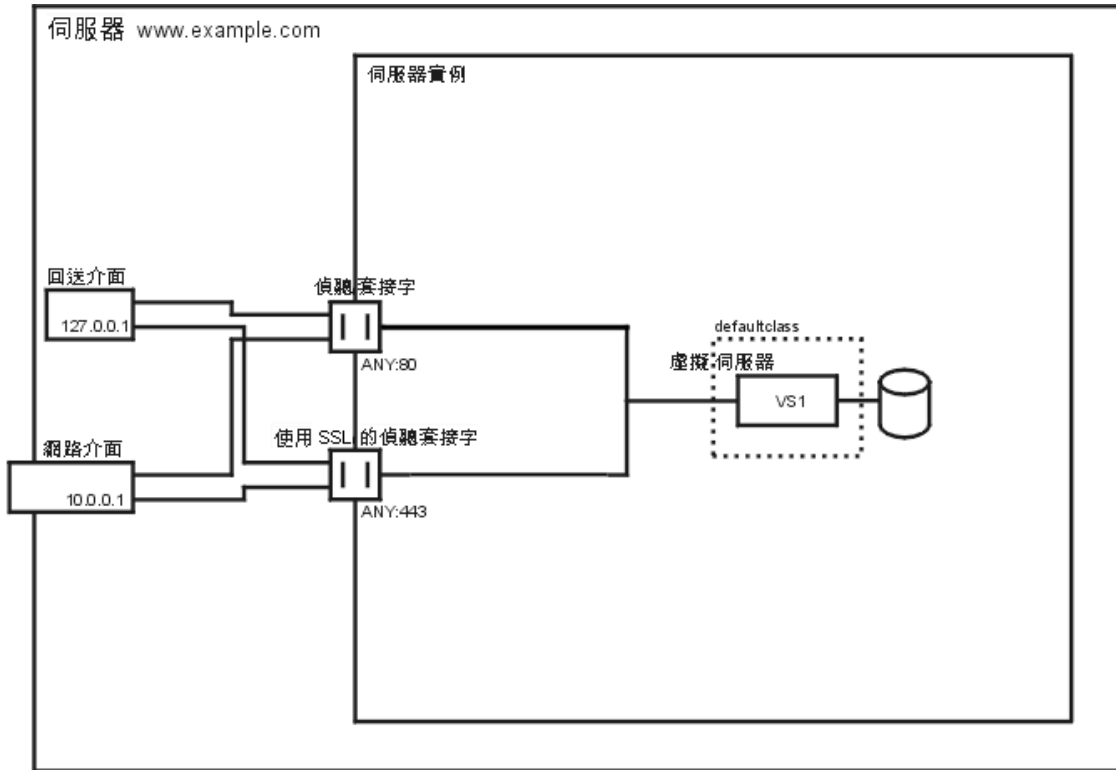 伺服器 www.example.com
伺服器實例
回送介面
127.0.0.1
偵聽套接字
ANY:80
defaultclass
虛擬伺服器
VS1
使用 SSL 的偵聽套接字
ANY:443
網路介面
10.0.0.1